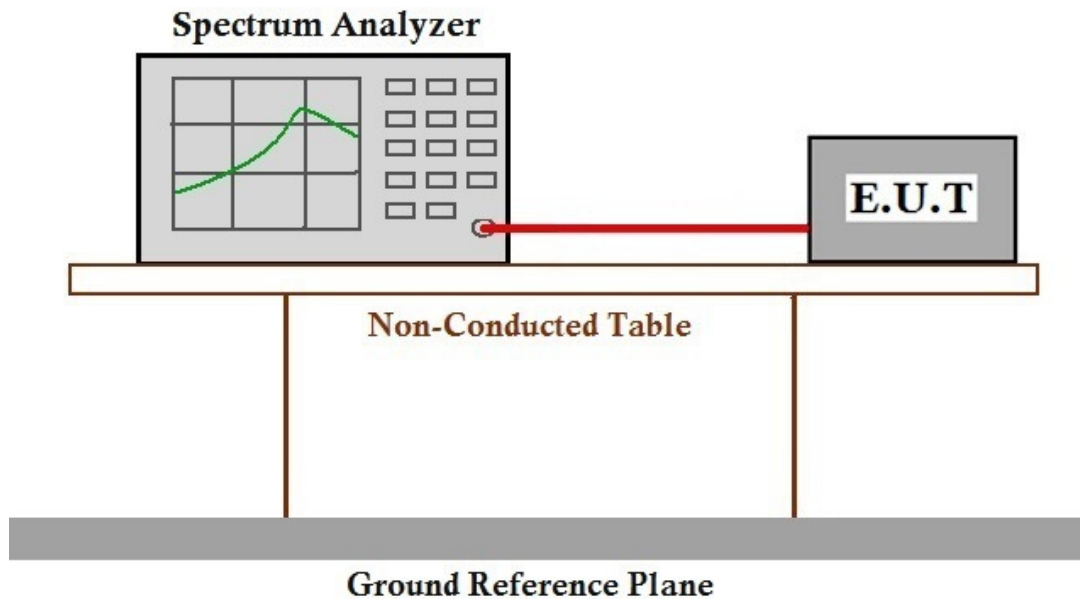 Spectrum Analyzer
E.U.T
Non-Conducted Table
Ground Reference Plane